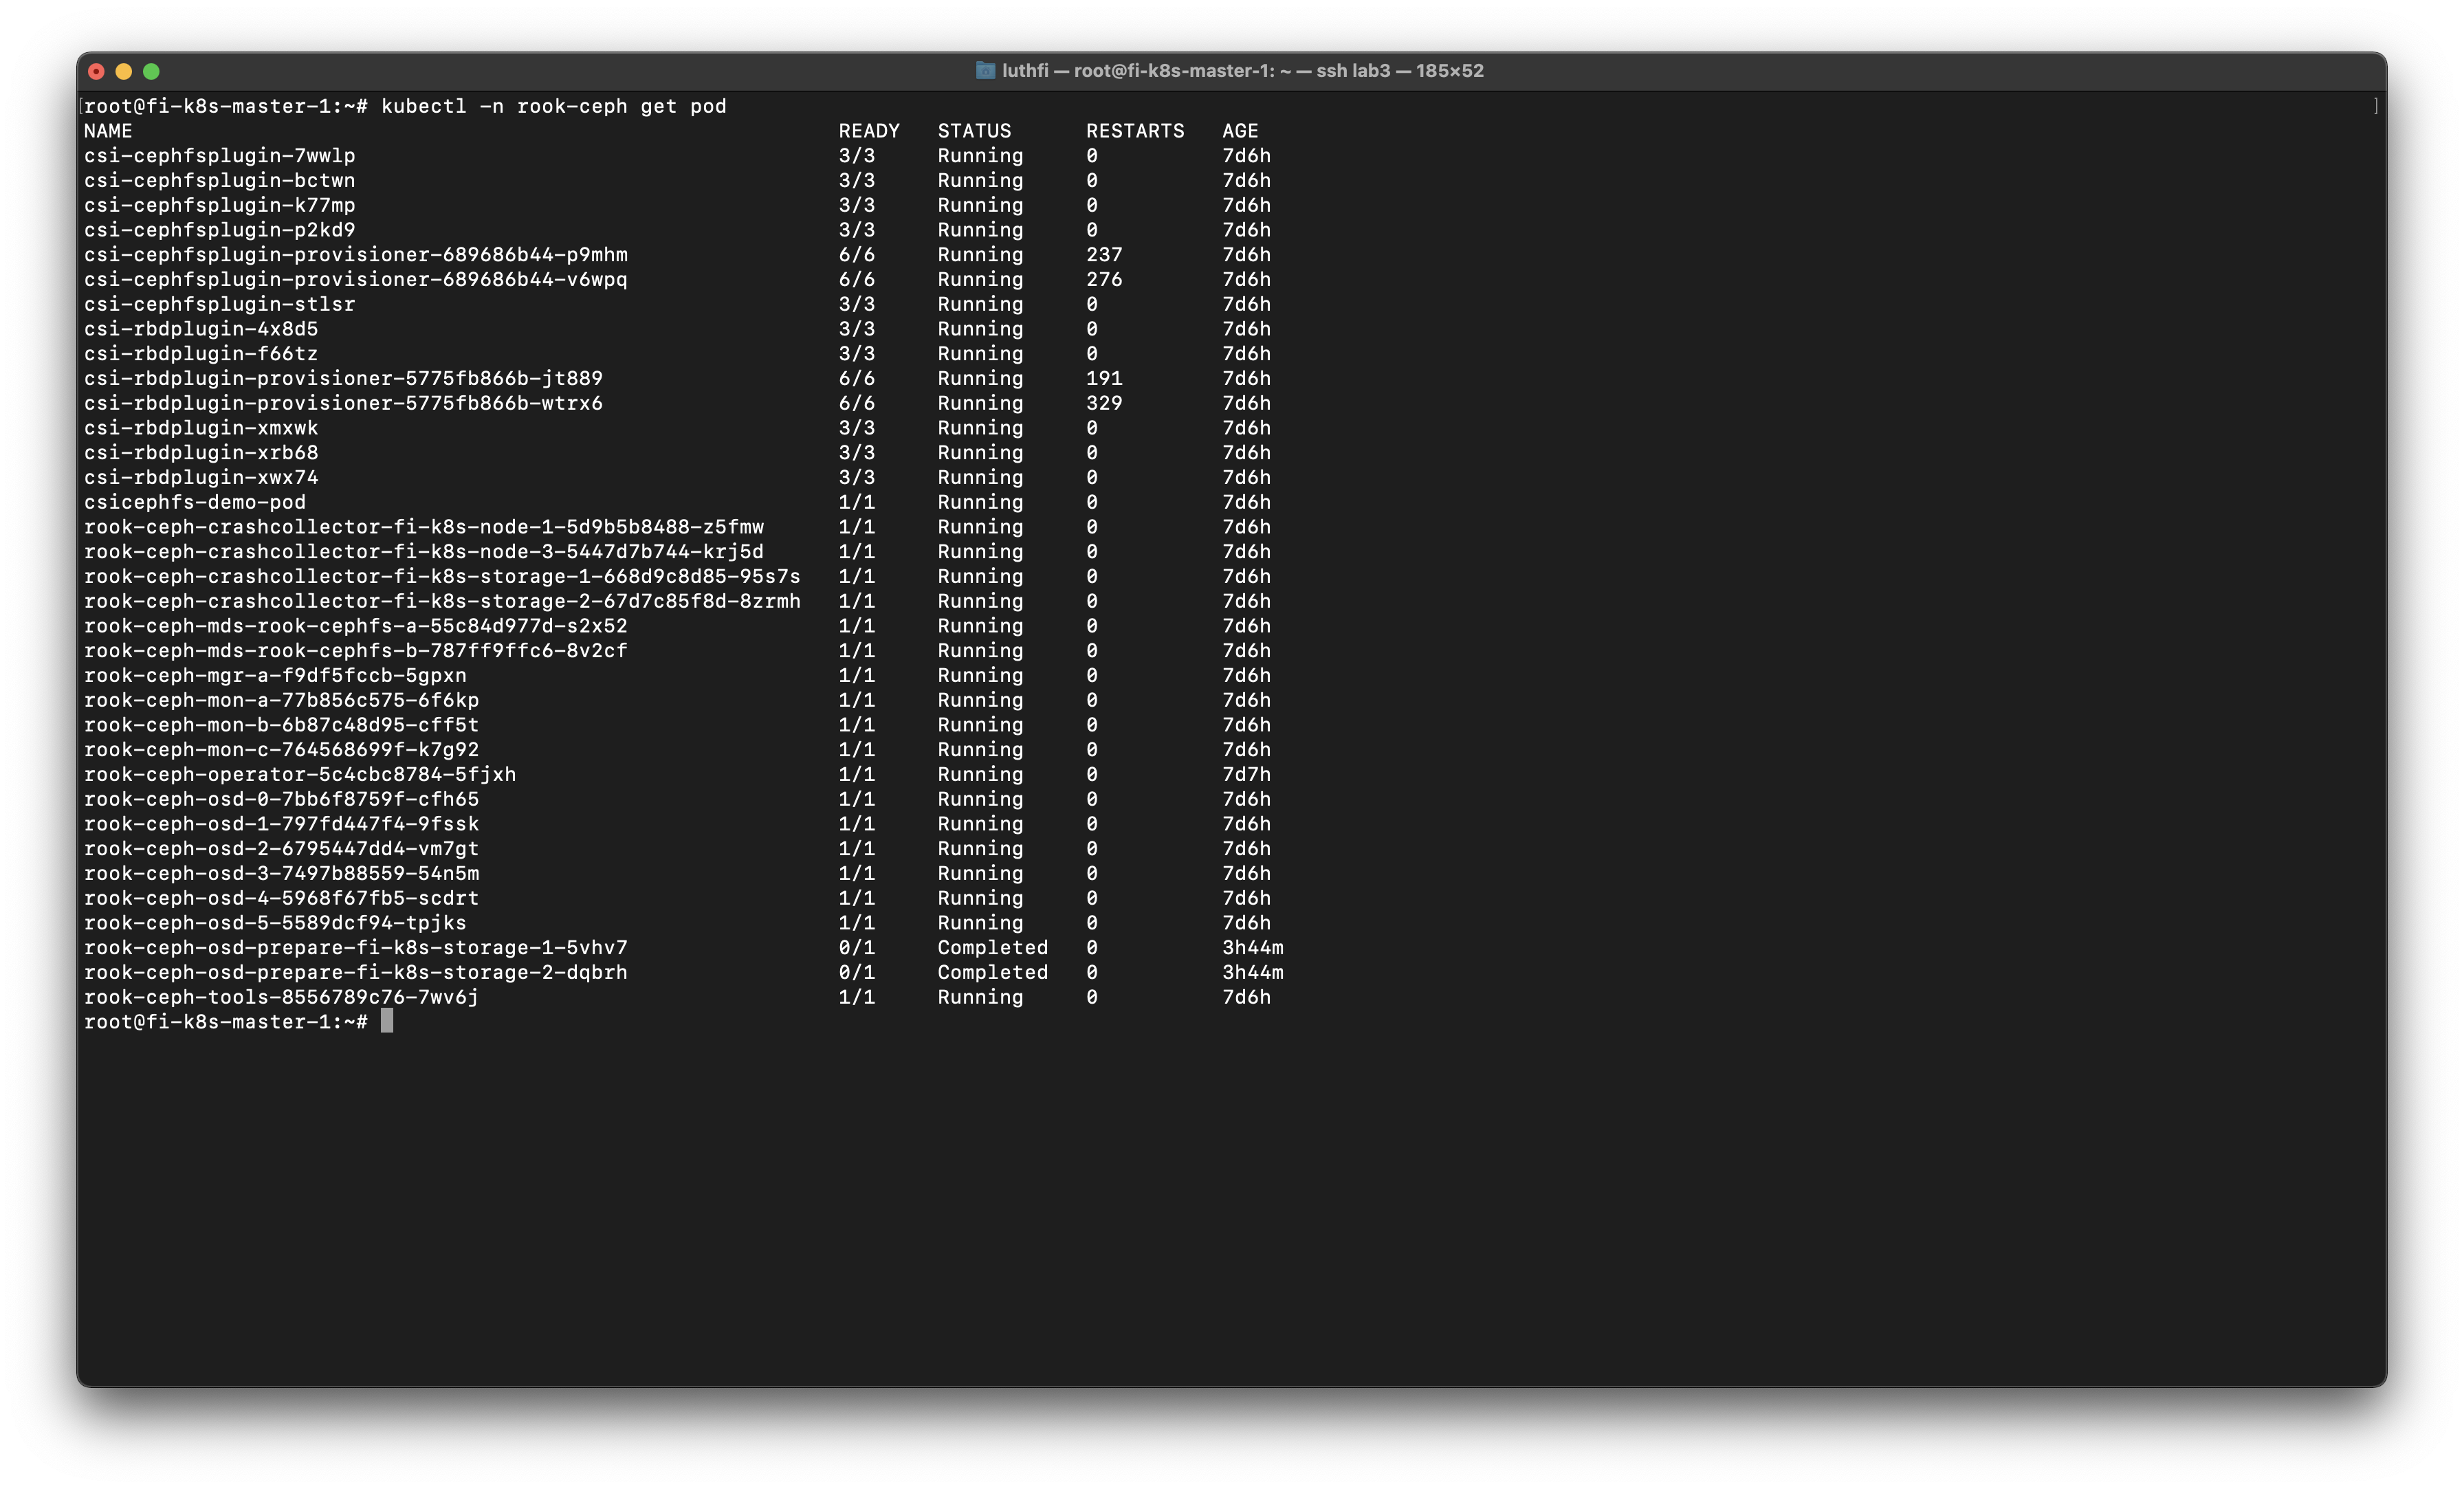 luthfi — root@fi-k8s-master-1: ~ — ssh lab3 — 185×52
[root@fi-k8s-master-1:~# kubectl -n rook-ceph get pod ]
NAME READY STATUS RESTARTS AGE
csi-cephfsplugin-7wwlp 3/3 Running 0 7d6h
csi-cephfsplugin-bctwn 3/3 Running 0 7d6h
csi-cephfsplugin-k77mp 3/3 Running 0 7d6h
csi-cephfsplugin-p2kd9 3/3 Running 0 7d6h
csi-cephfsplugin-provisioner-689686b44-p9mhm 6/6 Running 237 7d6h
csi-cephfsplugin-provisioner-689686b44-v6wpq 6/6 Running 276 7d6h
csi-cephfsplugin-stlsr 3/3 Running 0 7d6h
csi-rbdplugin-4x8d5 3/3 Running 0 7d6h
csi-rbdplugin-f66tz 3/3 Running 0 7d6h
csi-rbdplugin-provisioner-5775fb866b-jt889 6/6 Running 191 7d6h
csi-rbdplugin-provisioner-5775fb866b-wtrx6 6/6 Running 329 7d6h
csi-rbdplugin-xmxwk 3/3 Running 0 7d6h
csi-rbdplugin-xrb68 3/3 Running 0 7d6h
csi-rbdplugin-xwx74 3/3 Running 0 7d6h
csicephfs-demo-pod 1/1 Running 0 7d6h
rook-ceph-crashcollector-fi-k8s-node-1-5d9b5b8488-z5fmw 1/1 Running 0 7d6h
rook-ceph-crashcollector-fi-k8s-node-3-5447d7b744-krj5d 1/1 Running 0 7d6h
rook-ceph-crashcollector-fi-k8s-storage-1-668d9c8d85-95s7s 1/1 Running 0 7d6h
rook-ceph-crashcollector-fi-k8s-storage-2-67d7c85f8d-8zrmh 1/1 Running 0 7d6h
rook-ceph-mds-rook-cephfs-a-55c84d977d-s2x52 1/1 Running 0 7d6h
rook-ceph-mds-rook-cephfs-b-787ff9ffc6-8v2cf 1/1 Running 0 7d6h
rook-ceph-mgr-a-f9df5fccb-5gpxn 1/1 Running 0 7d6h
rook-ceph-mon-a-77b856c575-6f6kp 1/1 Running 0 7d6h
rook-ceph-mon-b-6b87c48d95-cff5t 1/1 Running 0 7d6h
rook-ceph-mon-c-764568699f-k7g92 1/1 Running 0 7d6h
rook-ceph-operator-5c4cbc8784-5fjxh 1/1 Running 0 7d7h
rook-ceph-osd-0-7bb6f8759f-cfh65 1/1 Running 0 7d6h
rook-ceph-osd-1-797fd447f4-9fssk 1/1 Running 0 7d6h
rook-ceph-osd-2-6795447dd4-vm7gt 1/1 Running 0 7d6h
rook-ceph-osd-3-7497b88559-54n5m 1/1 Running 0 7d6h
rook-ceph-osd-4-5968f67fb5-scdrt 1/1 Running 0 7d6h
rook-ceph-osd-5-5589dcf94-tpjks 1/1 Running 0 7d6h
rook-ceph-osd-prepare-fi-k8s-storage-1-5vhv7 0/1 Completed 0 3h44m
rook-ceph-osd-prepare-fi-k8s-storage-2-dqbrh 0/1 Completed 0 3h44m
rook-ceph-tools-8556789c76-7wv6j 1/1 Running 0 7d6h
root@fi-k8s-master-1:~#